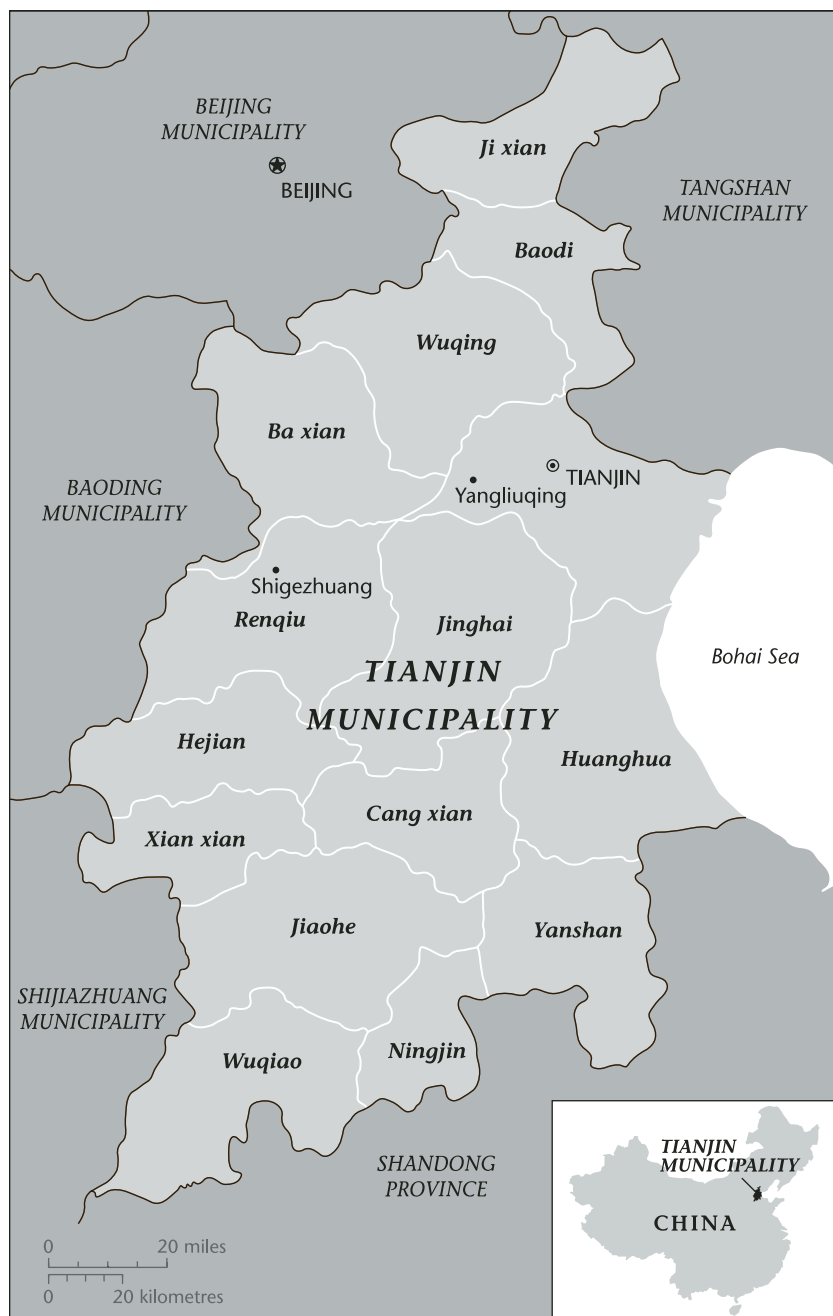 BEIJING
MUNICIPALITY
BEIJING
Ji xian
TANGSHAN
MUNICIPALITY
Baodi
Wuqing
Ba xian
BAODING
MUNICIPALITY
TIANJIN
Yangliuqing
Shigezhuang
Renqiu
Jinghai
TIANJIN
MUNICIPALITY
Bohai Sea
Hejian
Huanghua
Cang xian
Xian xian
Jiaohe
Yanshan
SHIJIAZHUANG
MUNICIPALITY
Ningjin
Wuqiao
SHANDONG
PROVINCE
0 20 miles
0 20 kilometres
TIANJIN
MUNICIPALITY
CHINA